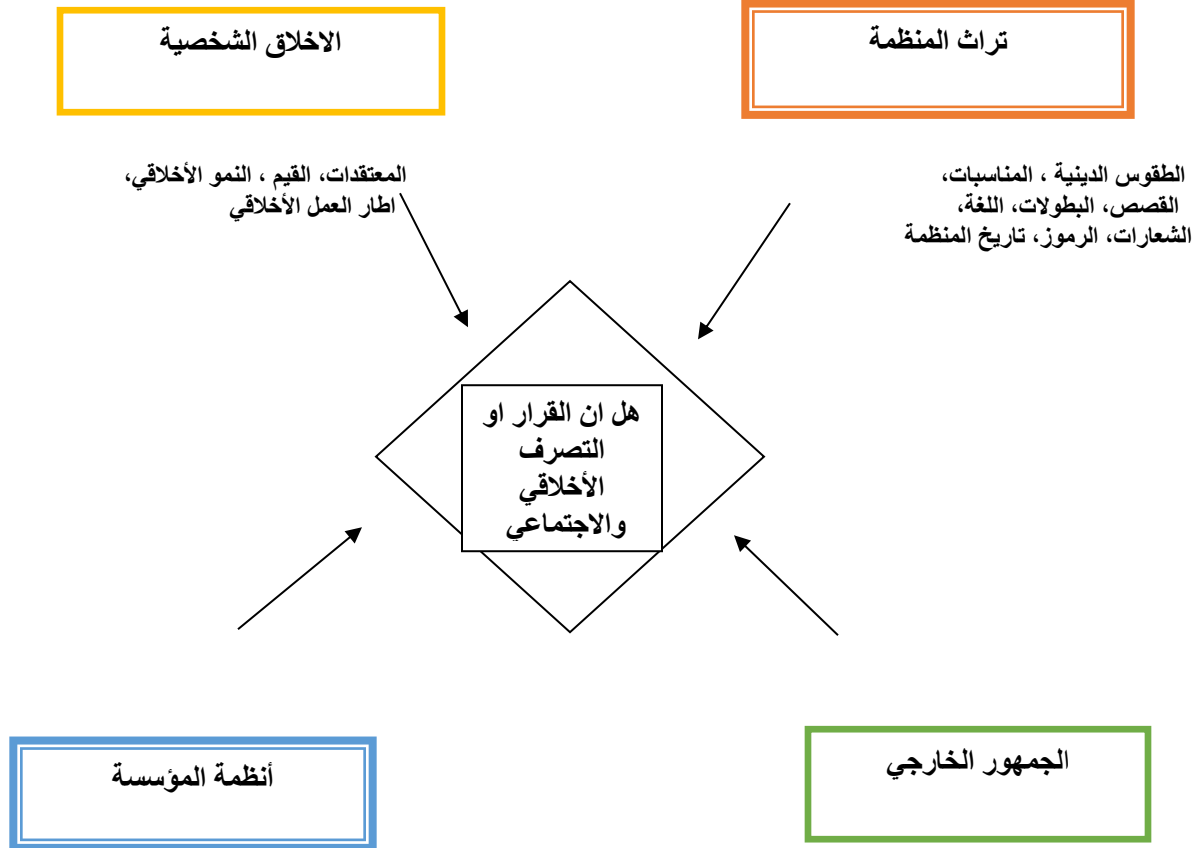 تراث المنظمة
الاخلاق الشخصية
الطقوس الدينية ، المناسبات،
القصص، البطولات، اللغة،
الشعارات، الرموز، تاريخ المنظمة
المعتقدات، القيم ، النمو الأخلاقي،
اطار العمل الأخلاقي
هل ان القرار او
التصرف
الأخلاقي
والاجتماعي
الجمهور الخارجي
أنظمة المؤسسة